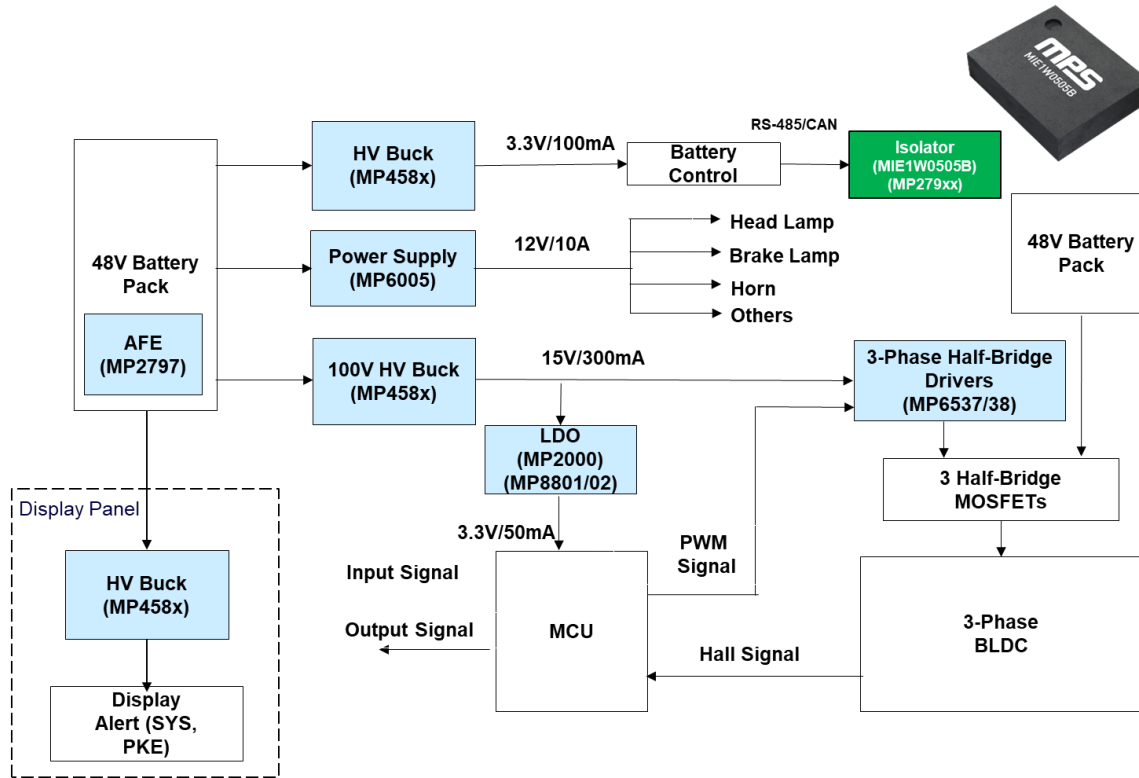 MPS
MIE1W0505B
48V Battery
Pack
AFE
(MP2797)
HV Buck
(MP458x)
3.3V/100mA
Battery
Control
RS-485/CAN
Isolator
(MIE1W0505B)
(MP279xx)
Power Supply
(MP6005)
12V/10A
Head Lamp
Brake Lamp
Horn
Others
48V Battery
Pack
100V HV Buck
(MP458x)
15V/300mA
3-Phase Half-Bridge
Drivers
(MP6537/38)
LDO
(MP2000)
(MP8801/02)
3.3V/50mA
3 Half-Bridge
MOSFETs
Display Panel
HV Buck
(MP458x)
Display
Alert (SYS,
PKE)
Input Signal
Output Signal
MCU
PWM
Signal
Hall Signal
3-Phase
BLDC